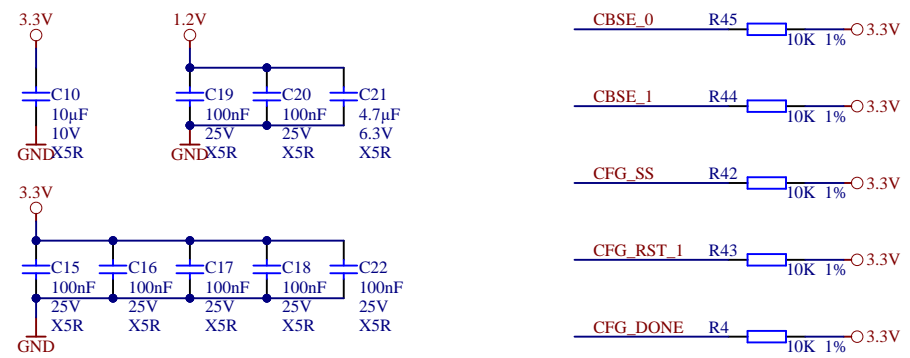 3.3V
C10
10µF
10V
X5R
GND
1.2V
C19
100nF
25V
X5R
C20
100nF
25V
X5R
C21
4.7µF
6.3V
X5R
GND
3.3V
C15
100nF
25V
X5R
C16
100nF
25V
X5R
C17
100nF
25V
X5R
C18
100nF
25V
X5R
C22
100nF
25V
X5R
GND
CBSE_0 R45 10K 1% 3.3V
CBSE_1 R44 10K 1% 3.3V
CFG_SS R42 10K 1% 3.3V
CFG_RST_1 R43 10K 1% 3.3V
CFG_DONE R4 10K 1% 3.3V